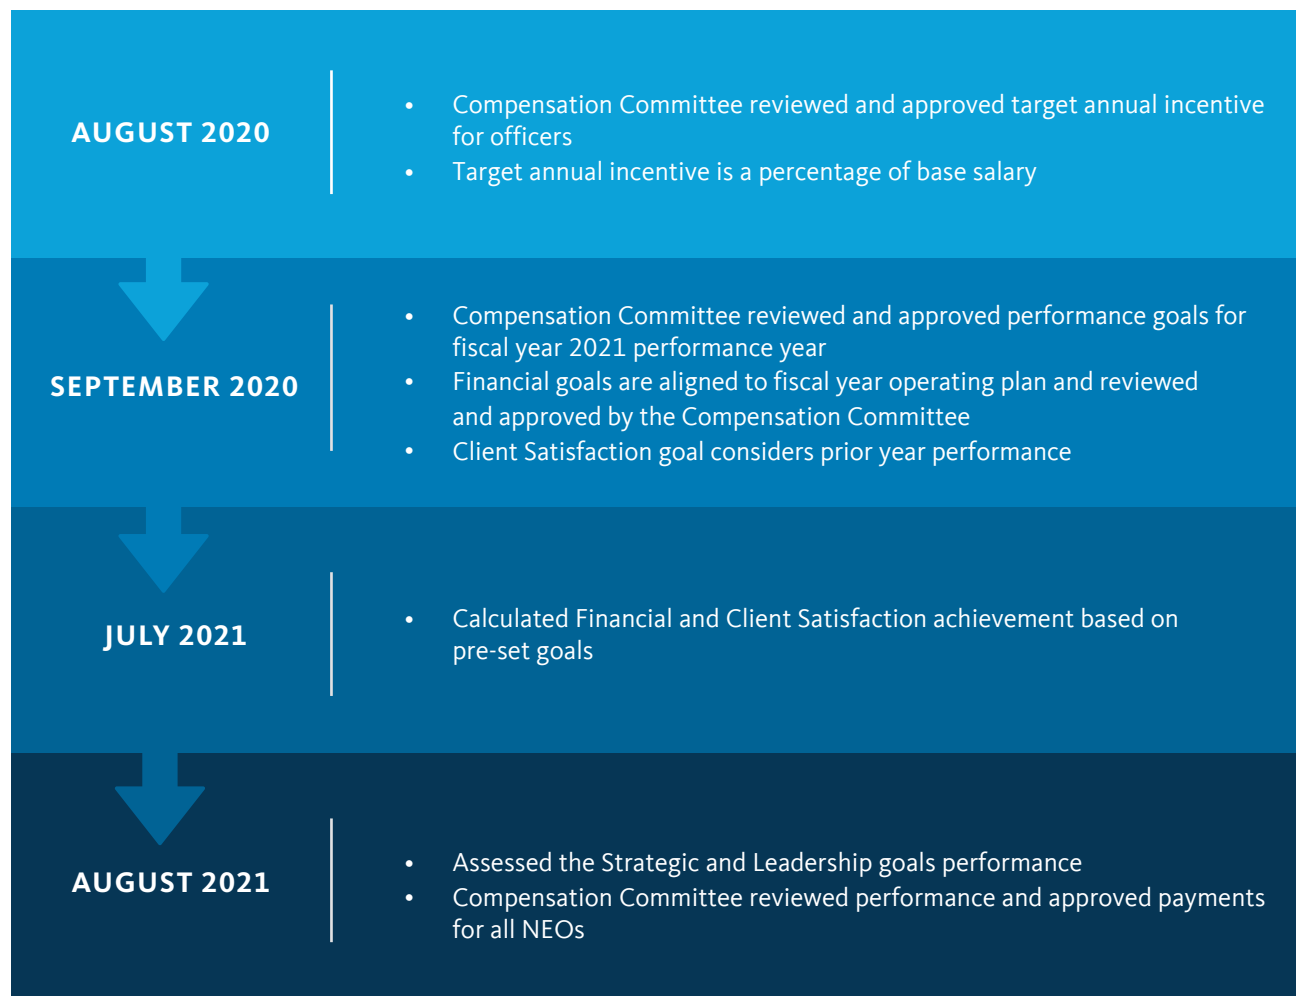 AUGUST 2020
• Compensation Committee reviewed and approved target annual incentive
for officers
• Target annual incentive is a percentage of base salary
SEPTEMBER 2020
• Compensation Committee reviewed and approved performance goals for
fiscal year 2021 performance year
• Financial goals are aligned to fiscal year operating plan and reviewed
and approved by the Compensation Committee
• Client Satisfaction goal considers prior year performance
JULY 2021
• Calculated Financial and Client Satisfaction achievement based on
pre-set goals
AUGUST 2021
• Assessed the Strategic and Leadership goals performance
• Compensation Committee reviewed performance and approved payments
for all NEOs